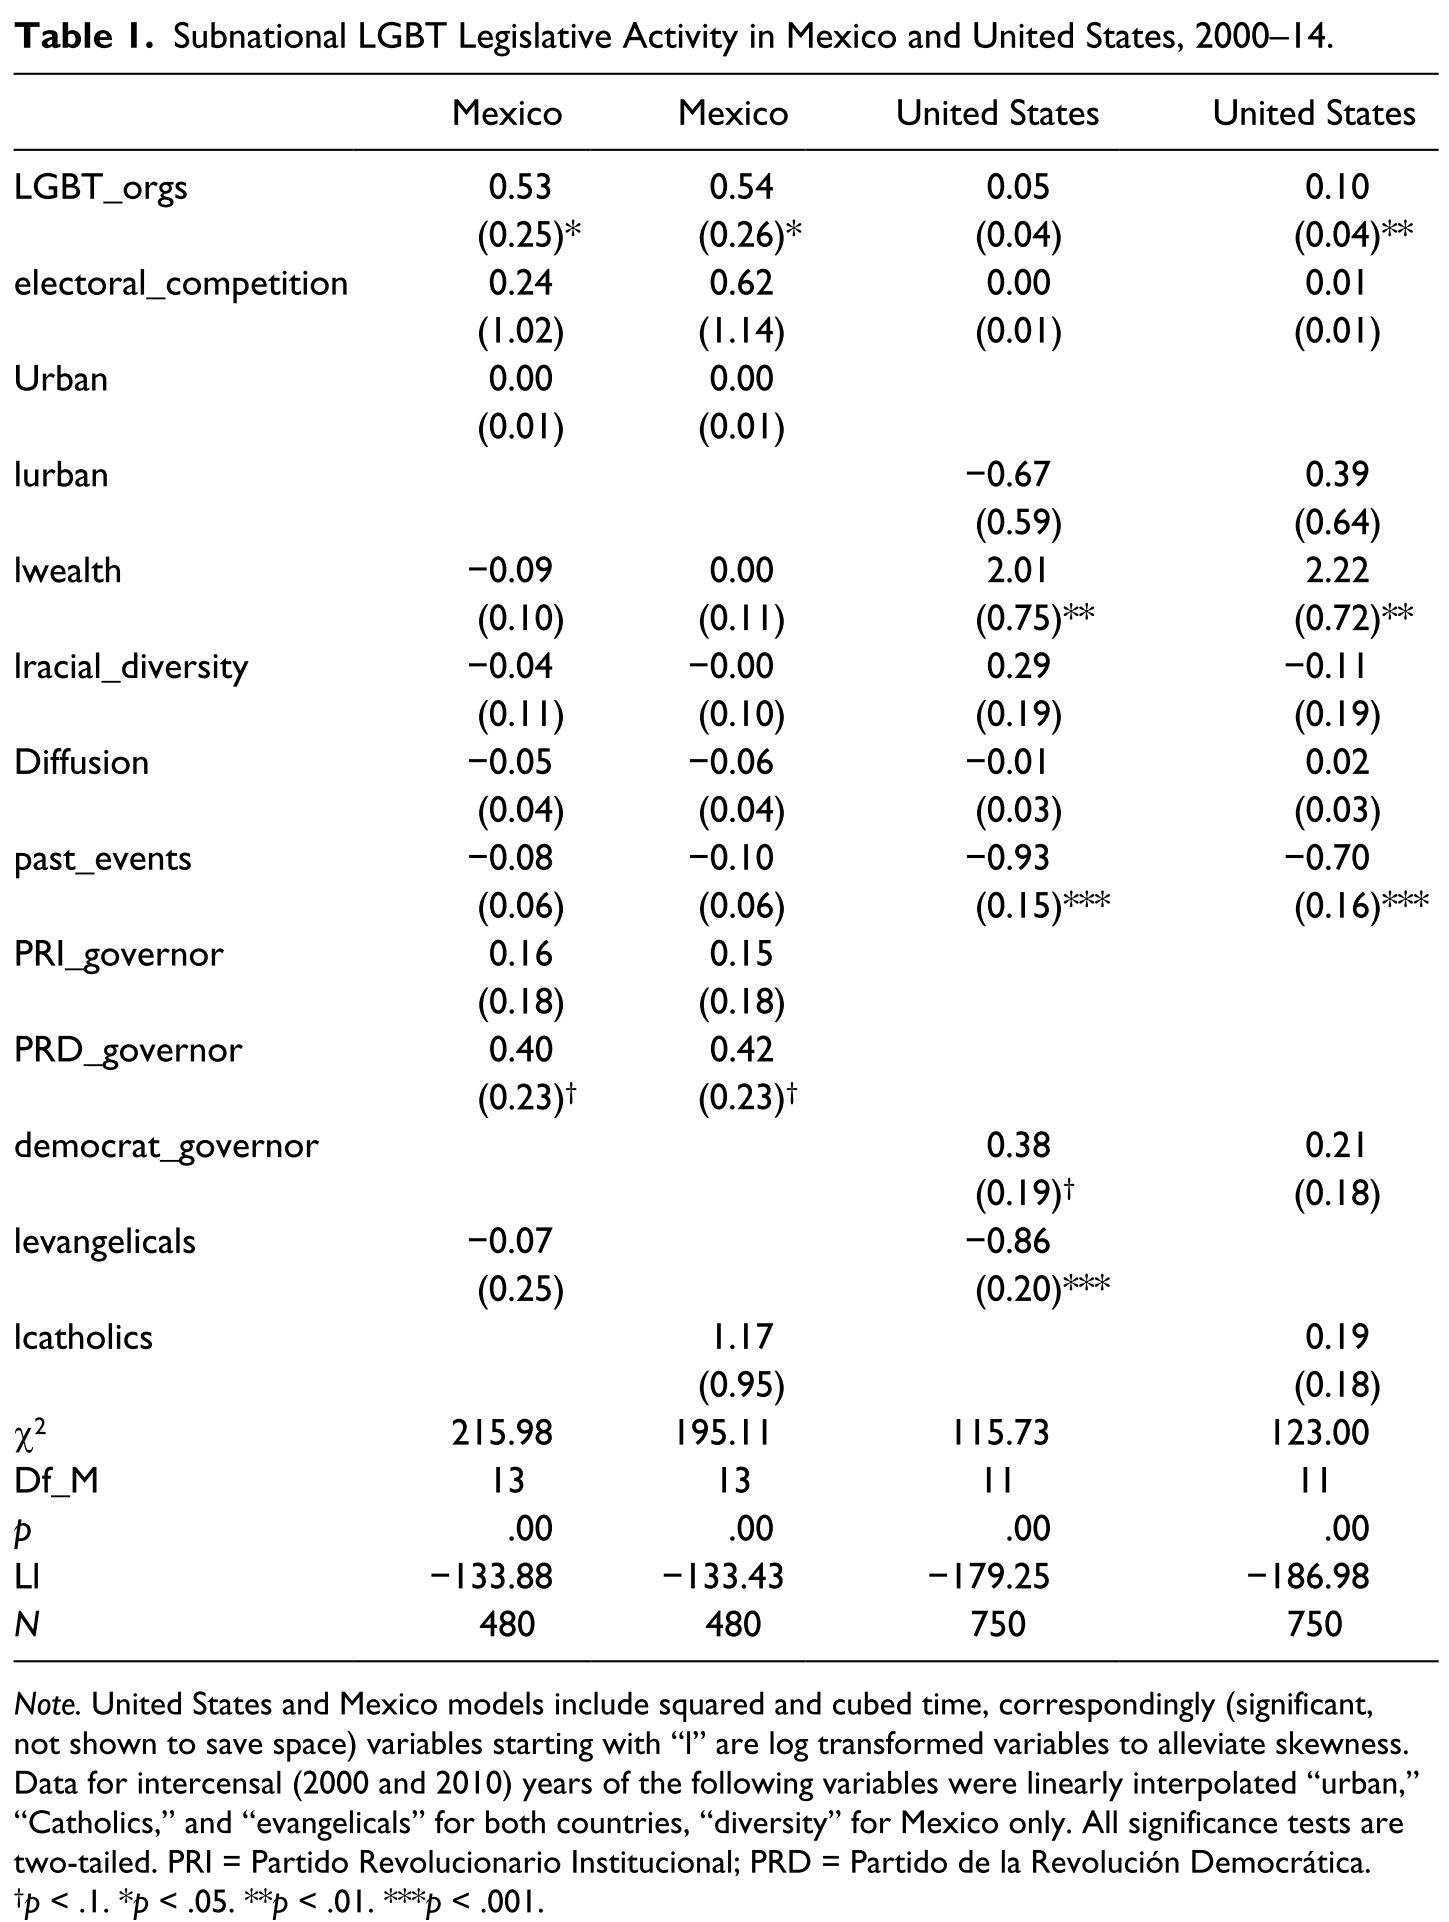 Table 1. Subnational LGBT Legislative Activity in Mexico and United States, 2000–14.
Mexico Mexico United States United States
LGBT_orgs 0.53 0.54 0.05 0.10
(0.25)* (0.26)* (0.04) (0.04)**
electoral_competition 0.24 0.62 0.00 0.01
(1.02) (1.14) (0.01) (0.01)
Urban 0.00 0.00
(0.01) (0.01)
lurban −0.67 0.39
(0.59) (0.64)
lwealth −0.09 0.00 2.01 2.22
(0.10) (0.11) (0.75)** (0.72)**
lracial_diversity −0.04 −0.00 0.29 −0.11
(0.11) (0.10) (0.19) (0.19)
Diffusion −0.05 −0.06 −0.01 0.02
(0.04) (0.04) (0.03) (0.03)
past_events −0.08 −0.10 −0.93 −0.70
(0.06) (0.06) (0.15)*** (0.16)***
PRI_governor 0.16 0.15
(0.18) (0.18)
PRD_governor 0.40 0.42
(0.23)† (0.23)†
democrat_governor 0.38 0.21
(0.19)† (0.18)
levangelicals −0.07 −0.86
(0.25) (0.20)***
lcatholics 1.17 0.19
(0.95) (0.18)
χ² 215.98 195.11 115.73 123.00
Df_M 13 13 11 11
p .00 .00 .00 .00
Ll −133.88 −133.43 −179.25 −186.98
N 480 480 750 750
Note. United States and Mexico models include squared and cubed time, correspondingly (significant,
not shown to save space) variables starting with “l” are log transformed variables to alleviate skewness.
Data for intercensal (2000 and 2010) years of the following variables were linearly interpolated “urban,”
“Catholics,” and “evangelicals” for both countries, “diversity” for Mexico only. All significance tests are
two-tailed. PRI = Partido Revolucionario Institucional; PRD = Partido de la Revolución Democrática.
†p < .1. *p < .05. **p < .01. ***p < .001.